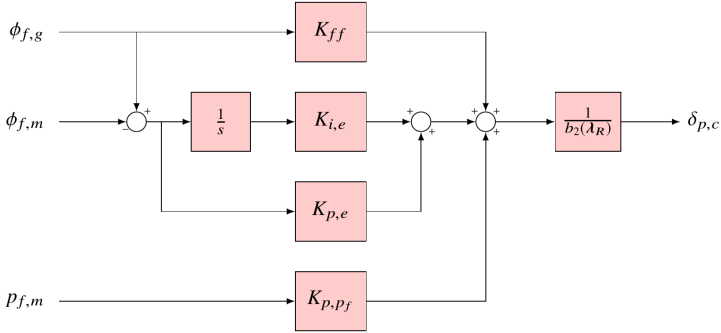 ϕ_{f,g} K_{ff}
+ + +
ϕ_{f,m} − 1/s K_{i,e} + + + + 1/b_2(λ_R) δ_{p,c}
K_{p,e}
p_{f,m} K_{p,p_f}